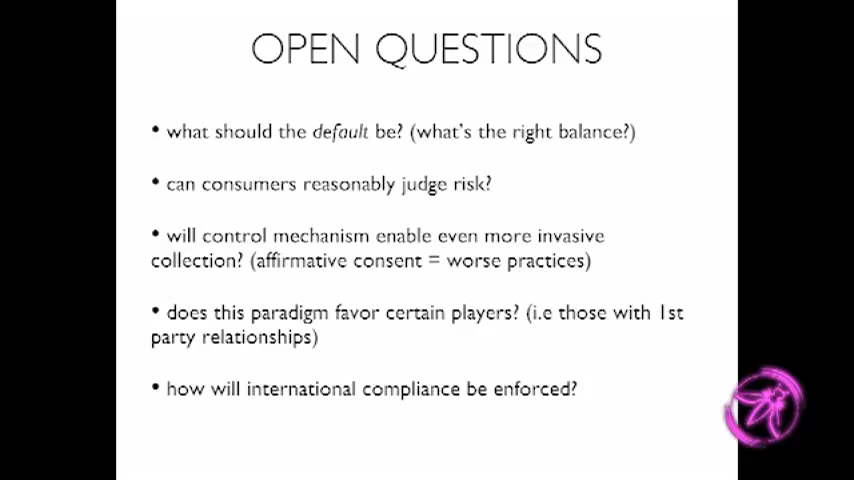 OPEN QUESTIONS
• what should the default be? (what's the right balance?)
• can consumers reasonably judge risk?
• will control mechanism enable even more invasive
collection? (affirmative consent = worse practices)
• does this paradigm favor certain players? (i.e those with 1st
party relationships)
• how will international compliance be enforced?